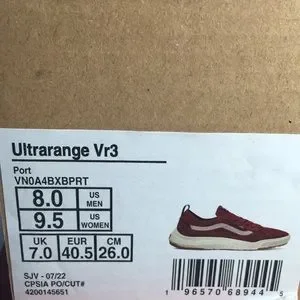 Ultrarange Vr3
Port
VN0A4BXBPRT
8.0 US MEN
9.5 US WOMEN
UK 7.0 EUR 40.5 CM 26.0
SJV - 07/22
CPSIA PO/CUT#
4200145651
1 96570 68944 5